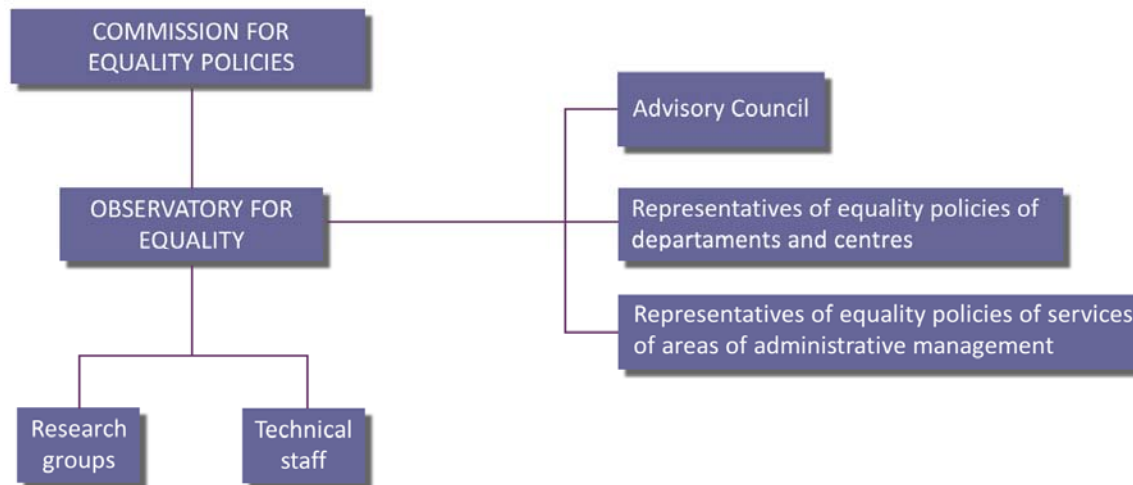 COMMISSION FOR
EQUALITY POLICIES
Advisory Council
OBSERVATORY FOR
EQUALITY
Representatives of equality policies of
departaments and centres
Representatives of equality policies of services
of areas of administrative management
Research
groups
Technical
staff